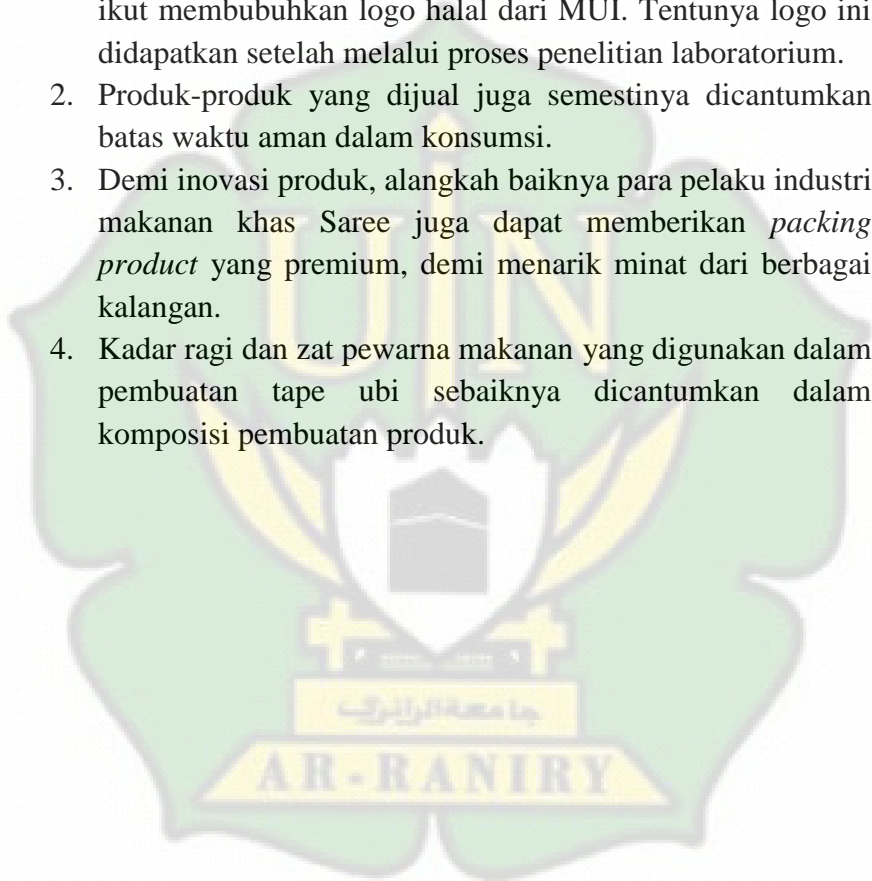 ikut membubuhkan logo halal dari MUI. Tentunya logo ini
didapatkan setelah melalui proses penelitian laboratorium.
2. Produk-produk yang dijual juga semestinya dicantumkan
batas waktu aman dalam konsumsi.
3. Demi inovasi produk, alangkah baiknya para pelaku industri
makanan khas Saree juga dapat memberikan packing
product yang premium, demi menarik minat dari berbagai
kalangan.
4. Kadar ragi dan zat pewarna makanan yang digunakan dalam
pembuatan tape ubi sebaiknya dicantumkan dalam
komposisi pembuatan produk.
UIN
جامعة الرانري
AR-RANIRY